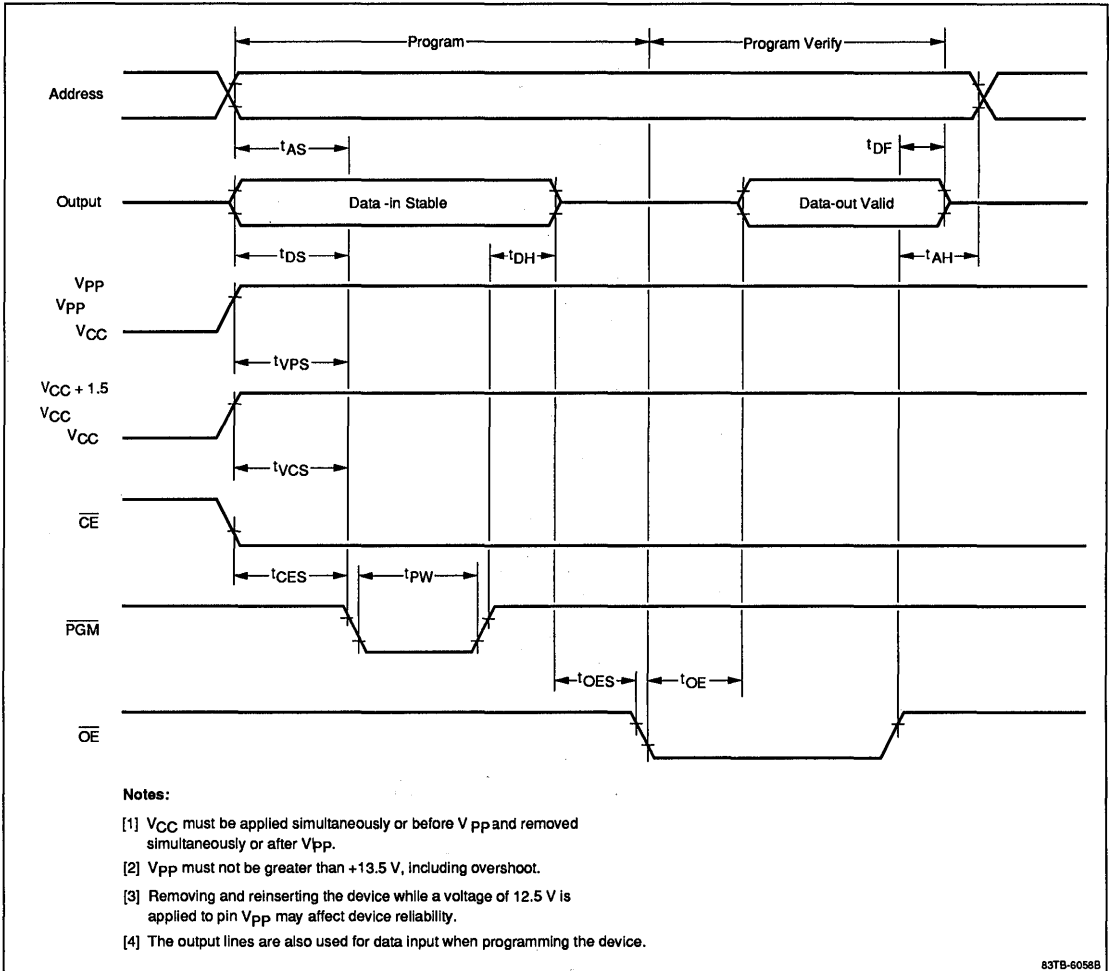 Program
Program Verify
Address
tAS
tDF
Output
Data -in Stable
Data-out Valid
tDS
tDH
tAH
VPP
VPP
VCC
tVPS
VCC + 1.5
VCC
VCC
tVCS
CE
tCES
tPW
PGM
tOES
tOE
OE
Notes:
[1] VCC must be applied simultaneously or before V PP and removed
simultaneously or after VPP.
[2] VPP must not be greater than +13.5 V, including overshoot.
[3] Removing and reinserting the device while a voltage of 12.5 V is
applied to pin VPP may affect device reliability.
[4] The output lines are also used for data input when programming the device.
83TB-6058B